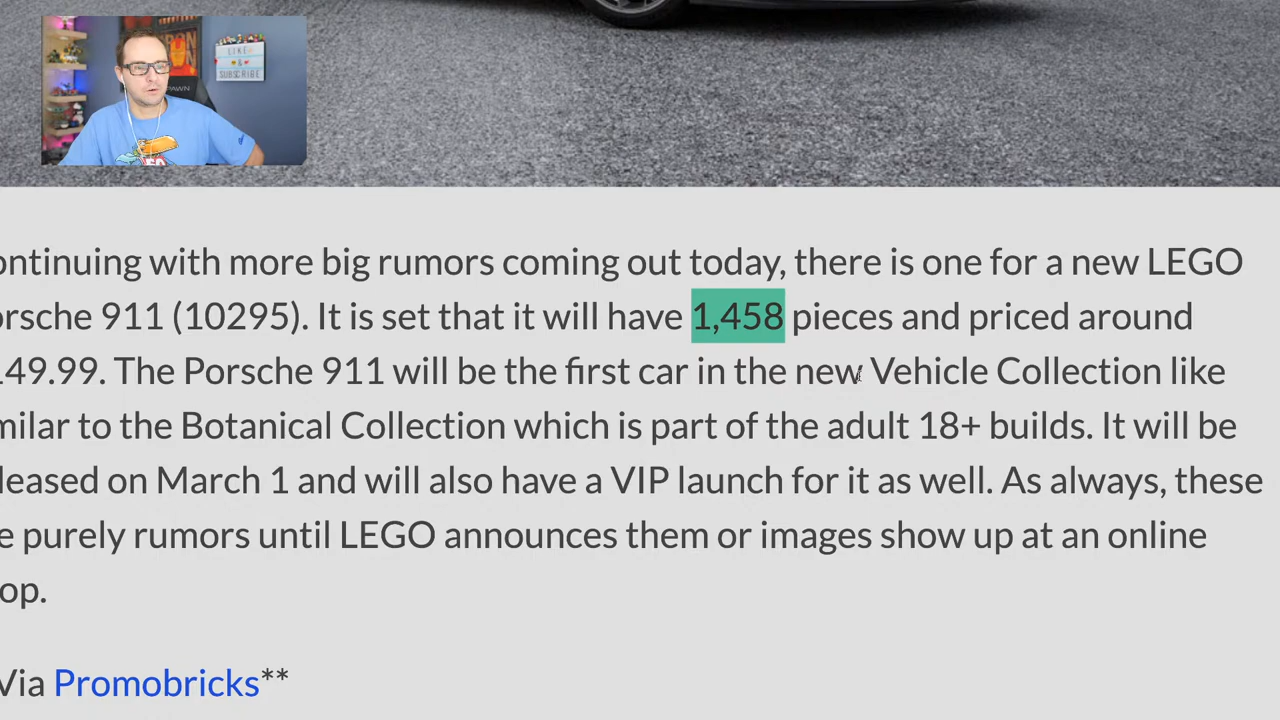 LIKE
&
SUBSCRIBE
ontinuing with more big rumors coming out today, there is one for a new LEGO
orsche 911 (10295). It is set that it will have 1,458 pieces and priced around
149.99. The Porsche 911 will be the first car in the new Vehicle Collection like
milar to the Botanical Collection which is part of the adult 18+ builds. It will be
leased on March 1 and will also have a VIP launch for it as well. As always, these
e purely rumors until LEGO announces them or images show up at an online
op.
Via Promobricks**